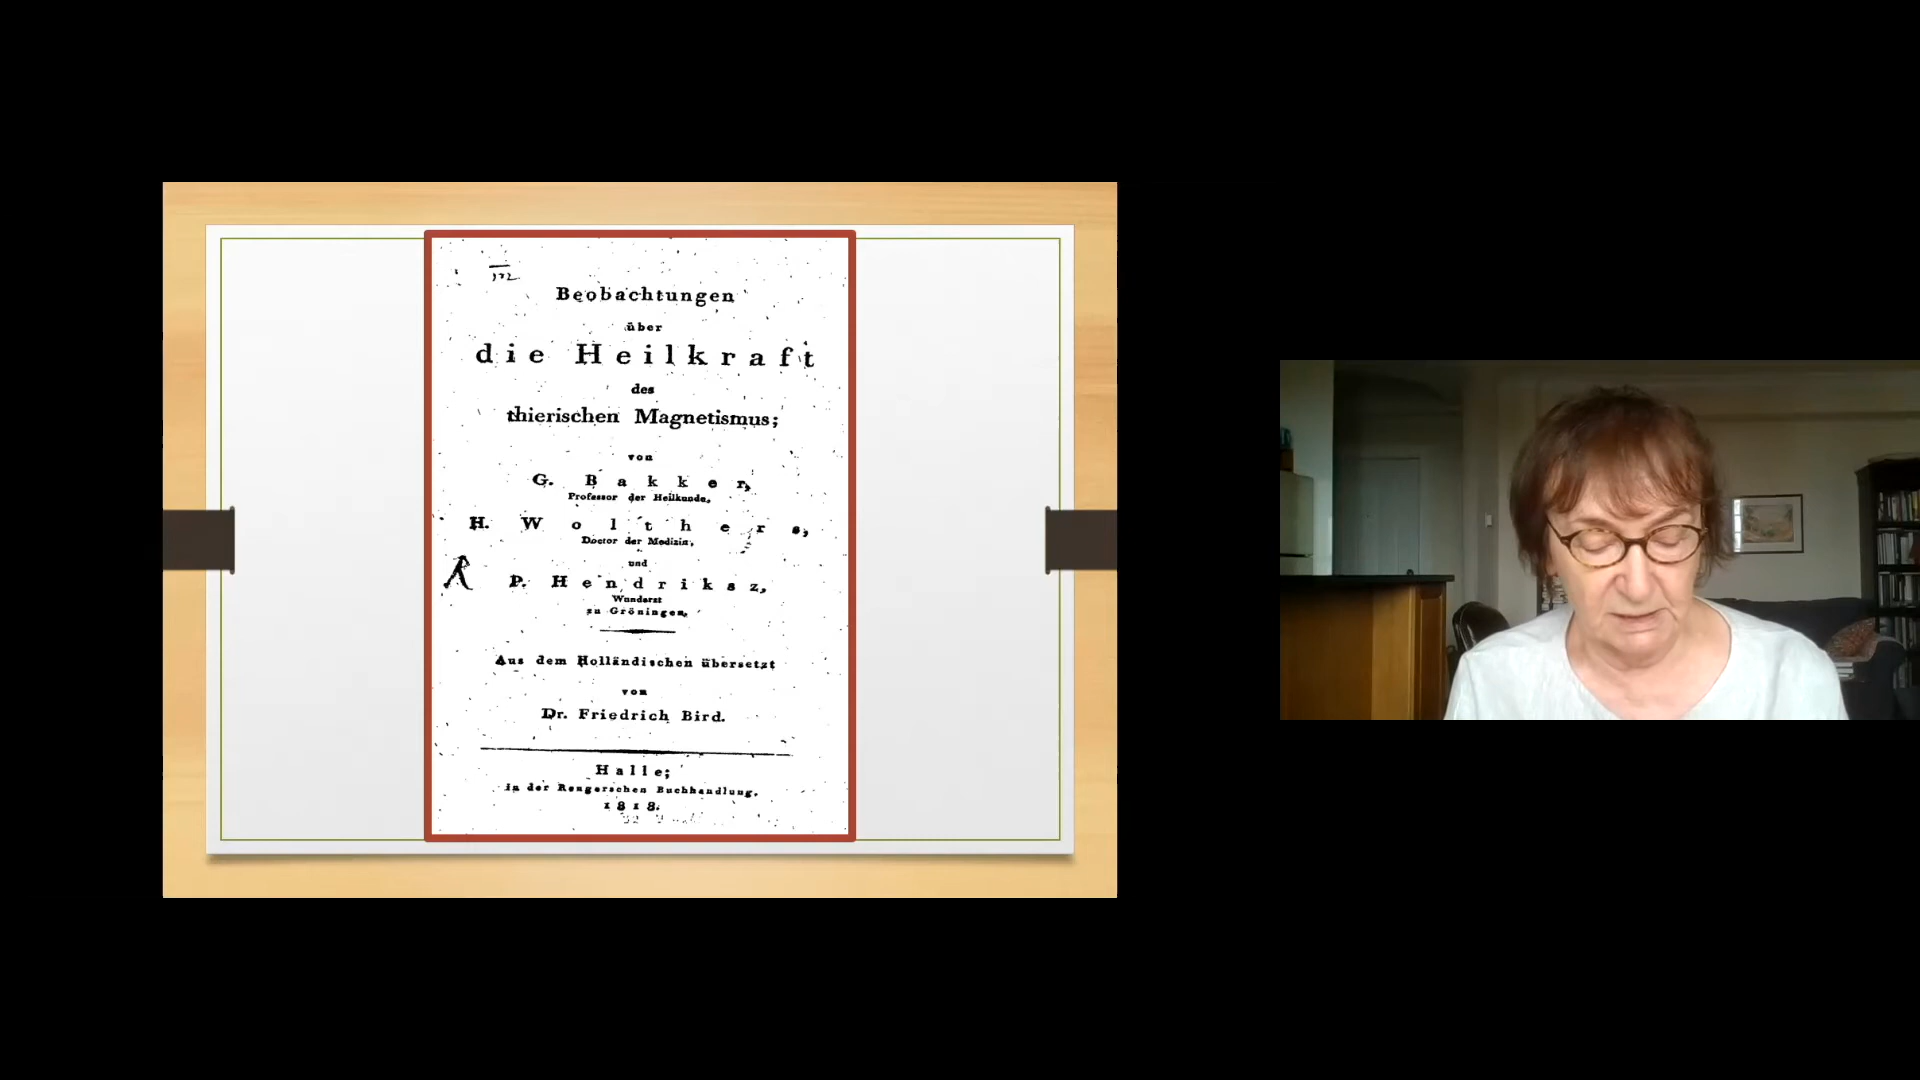 Beobachtungen
über
die Heilkraft
des
thierischen Magnetismus;
von
G. Bakker,
Professor der Heilkunde,
H. Wolthers,
Doctor der Medizin,
und
P. Hendriksz,
Wundarzt
zu Gröningen.
Aus dem Holländischen übersetzt
von
Dr. Friedrich Bird.
Halle;
in der Rengerschen Buchhandlung.
1818.